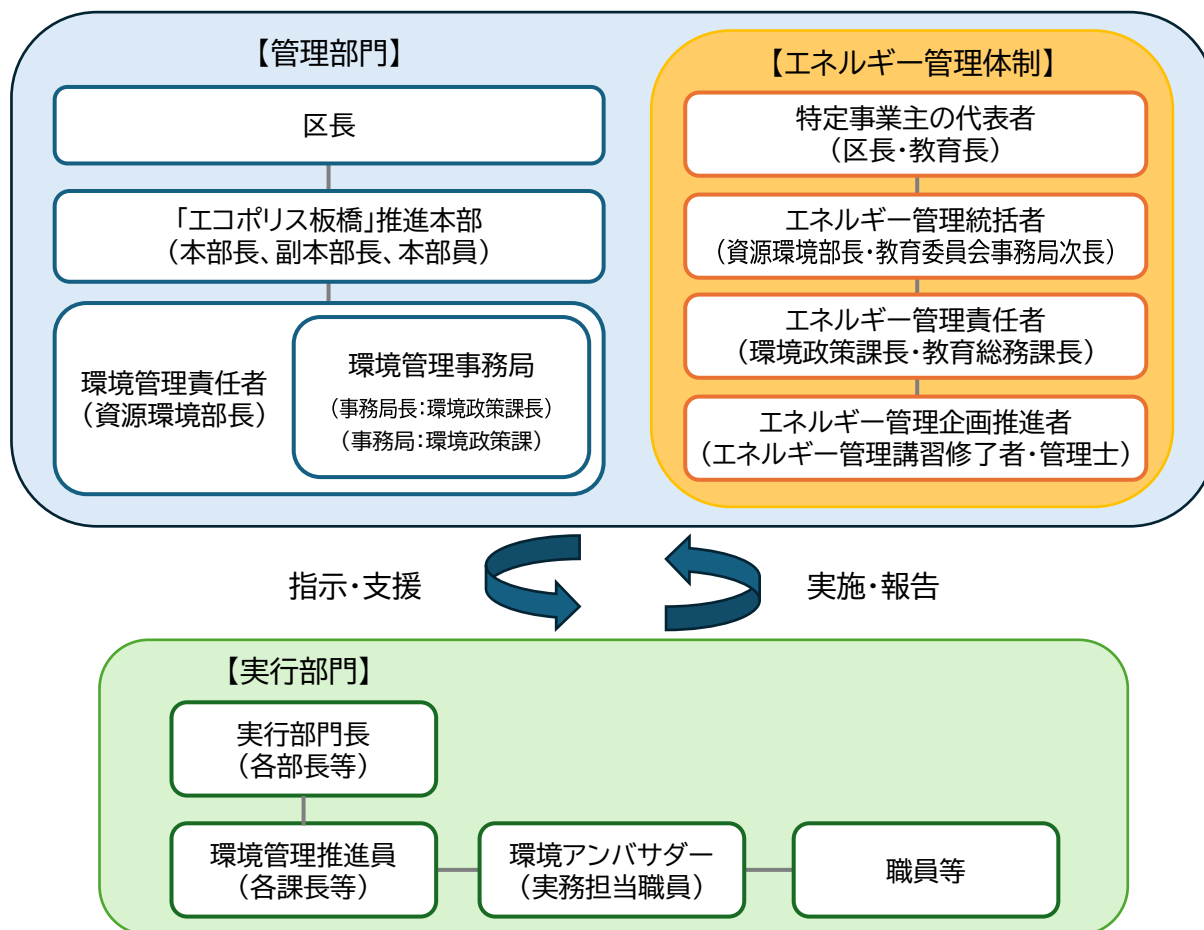 【管理部門】
区長
「エコポリス板橋」推進本部
（本部長、副本部長、本部員）
環境管理責任者
（資源環境部長）
環境管理事務局
（事務局長：環境政策課長）
（事務局：環境政策課）
【エネルギー管理体制】
特定事業主の代表者
（区長・教育長）
エネルギー管理統括者
（資源環境部長・教育委員会事務局次長）
エネルギー管理責任者
（環境政策課長・教育総務課長）
エネルギー管理企画推進者
（エネルギー管理講習修了者・管理士）
指示・支援
実施・報告
【実行部門】
実行部門長
（各部長等）
環境管理推進員
（各課長等）
環境アンバサダー
（実務担当職員）
職員等